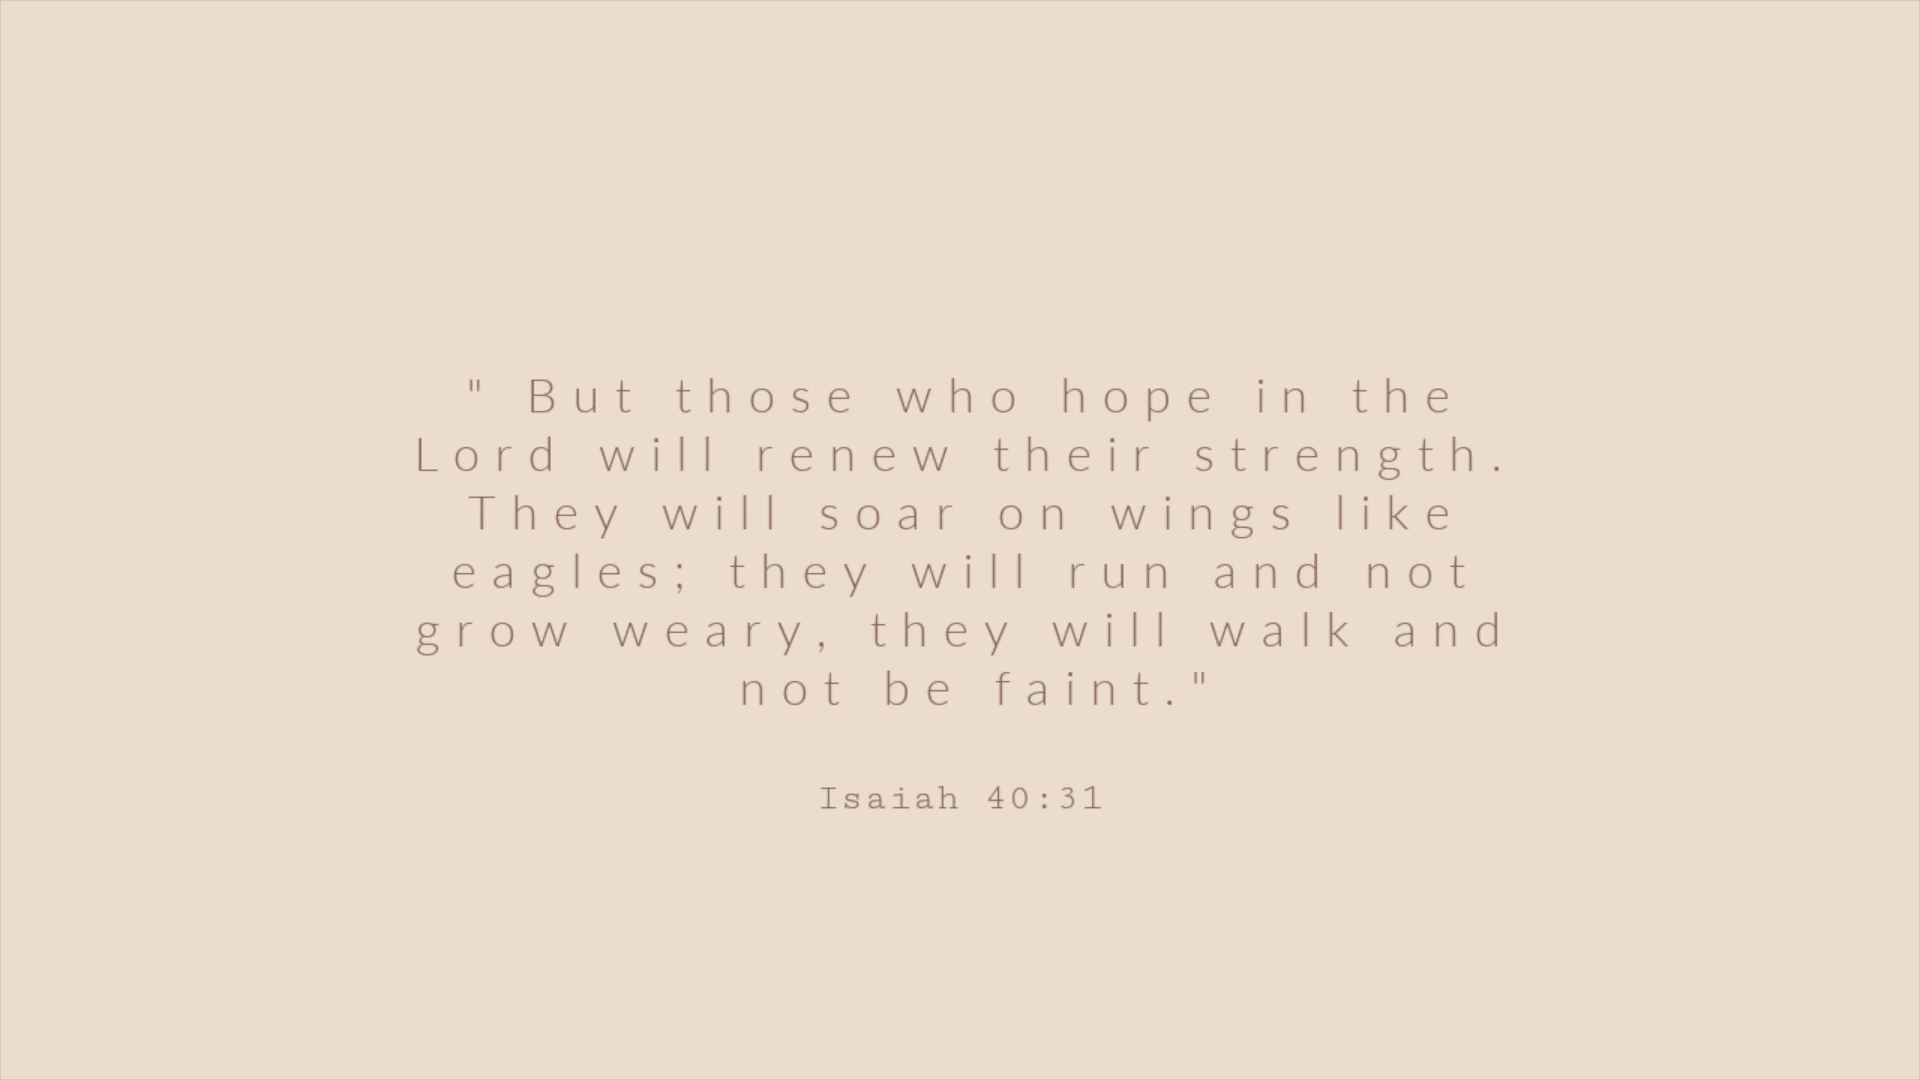 " But those who hope in the
Lord will renew their strength.
They will soar on wings like
eagles; they will run and not
grow weary, they will walk and
not be faint."
Isaiah 40:31